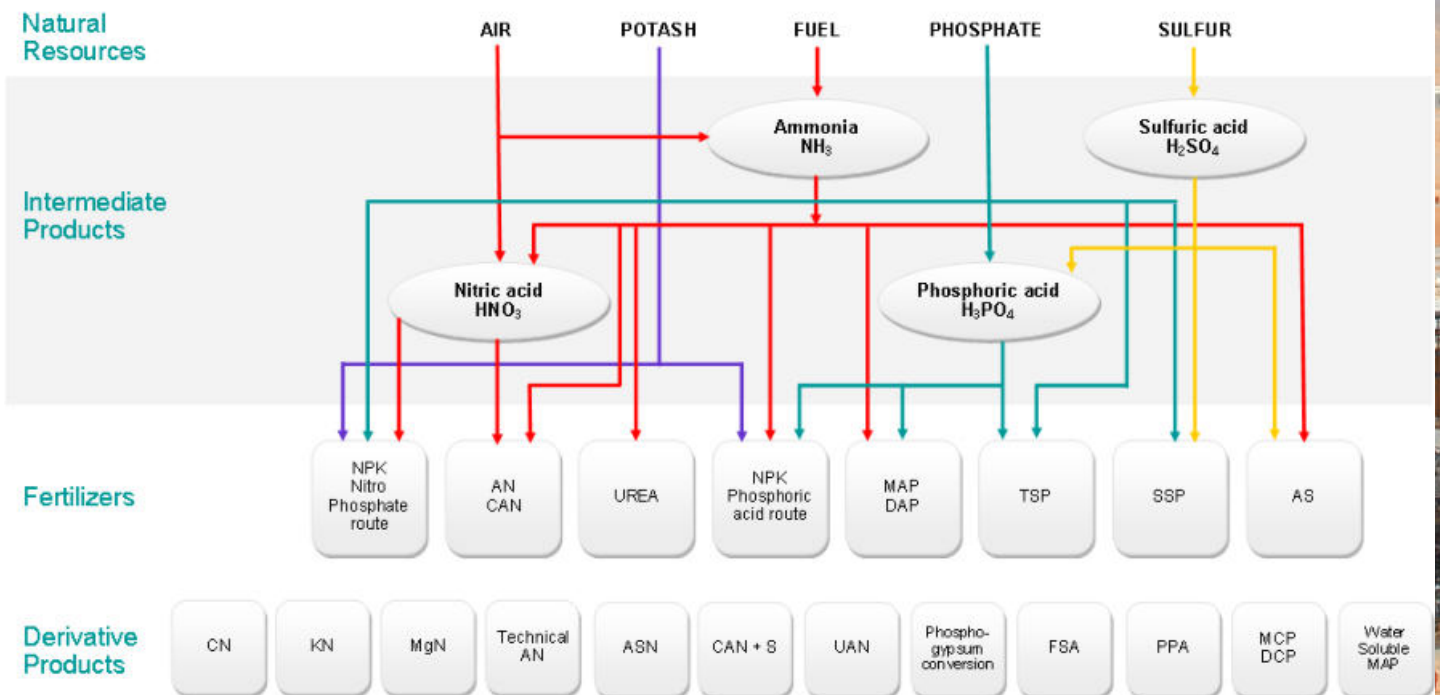 Natural
Resources
AIR
POTASH
FUEL
PHOSPHATE
SULFUR
Intermediate
Products
Ammonia
NH₃
Sulfuric acid
H₂SO₄
Nitric acid
HNO₃
Phosphoric acid
H₃PO₄
Fertilizers
NPK
Nitro
Phosphate
route
AN
CAN
UREA
NPK
Phosphoric
acid route
MAP
DAP
TSP
SSP
AS
Derivative
Products
CN
KN
MgN
Technical
AN
ASN
CAN + S
UAN
Phospho-
gypsum
conversion
FSA
PPA
MCP
DCP
Water
Soluble
MAP